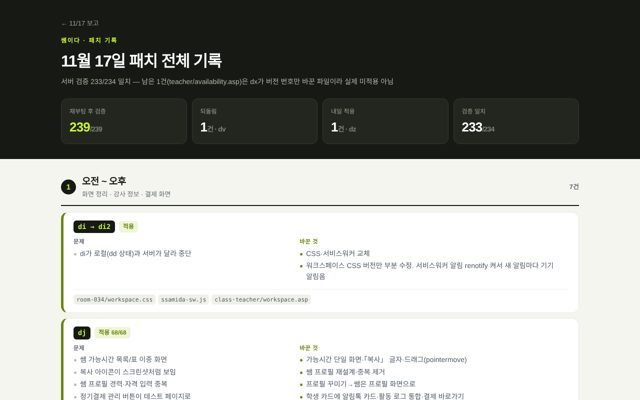 ← 11/17 보고
쌤이다 · 패치 기록
11월 17일 패치 전체 기록
서버 검증 233/234 일치 — 남은 1건(teacher/availability.asp)은 dx가 버전 번호만 바꾼 파일이라 실제 미적용 아님
재부팅 후 검증
239/239
되돌림
1건 · dv
내일 적용
1건 · dz
검증 일치
233/234
1 오전 ~ 오후
화면 정리 · 강사 정보 · 결제 화면
7건
di → di2 적용
문제
di가 로컬(dd 상태)과 서버가 달라 중단
바꾼 것
CSS·서비스워커 교체
워크스페이스 CSS 버전만 부분 수정. 서비스워커 알림 renotify 켜서 새 알림마다 기기
알림음
room-034/workspace.css ssamida-sw.js class-teacher/workspace.asp
dj 적용 68/68
문제
쌤 가능시간 목록/표 이중 화면
복사 아이콘이 스크린샷처럼 보임
쌤 프로필 경력·자격 입력 중복
정기결제 관리 버튼이 테스트 페이지로
바꾼 것
가능시간 단일 화면·「복사」 글자·드래그(pointermove)
쌤 프로필 재설계·중복 제거
프로필 꾸미기→쌤은 프로필 화면으로
학생 카드에 알림톡 카드·활동 로그 통합·결제 바로가기